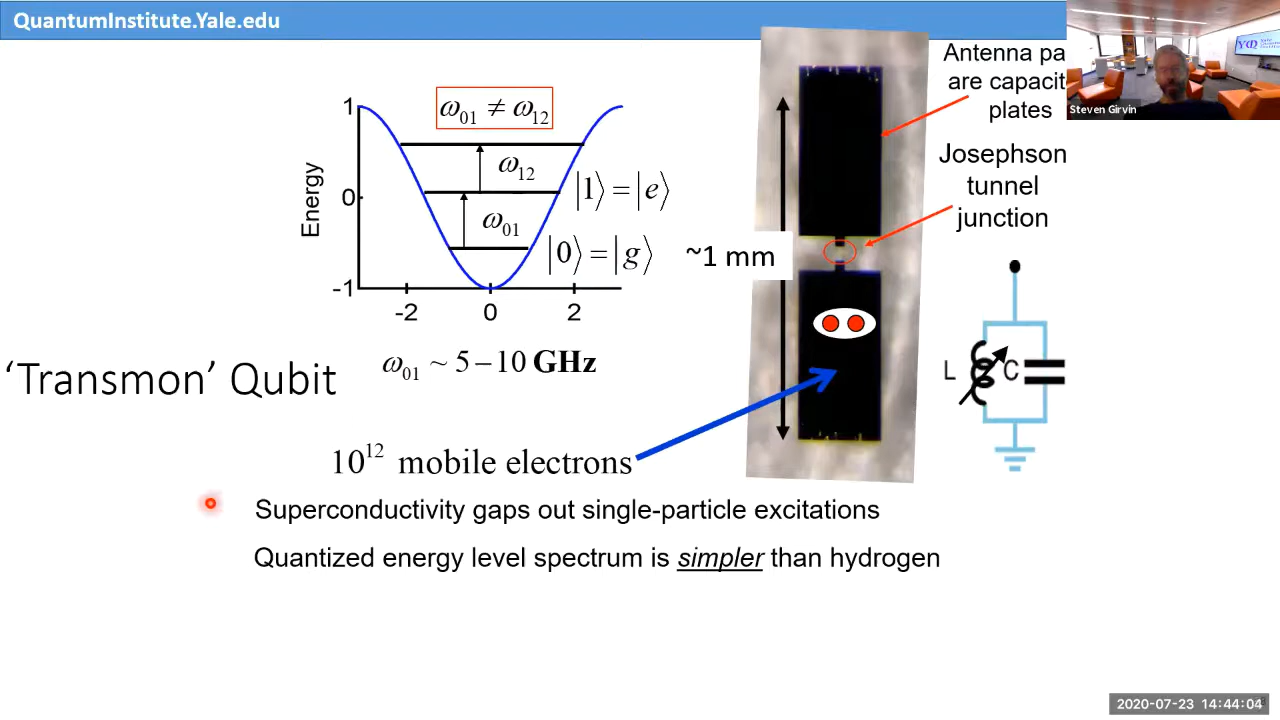 QuantumInstitute.Yale.edu
Antenna pa
are capacit
plates
Steven Girvin
ω01 ≠ ω12
1
ω12
Josephson
tunnel
junction
Energy
|1⟩ = |e⟩
0
ω01
|0⟩ = |g⟩
~1 mm
-1
-2 0 2
'Transmon' Qubit
ω01 ~ 5 – 10 GHz
L C
10^12 mobile electrons
Superconductivity gaps out single-particle excitations
Quantized energy level spectrum is simpler than hydrogen
2020-07-23 14:44:04